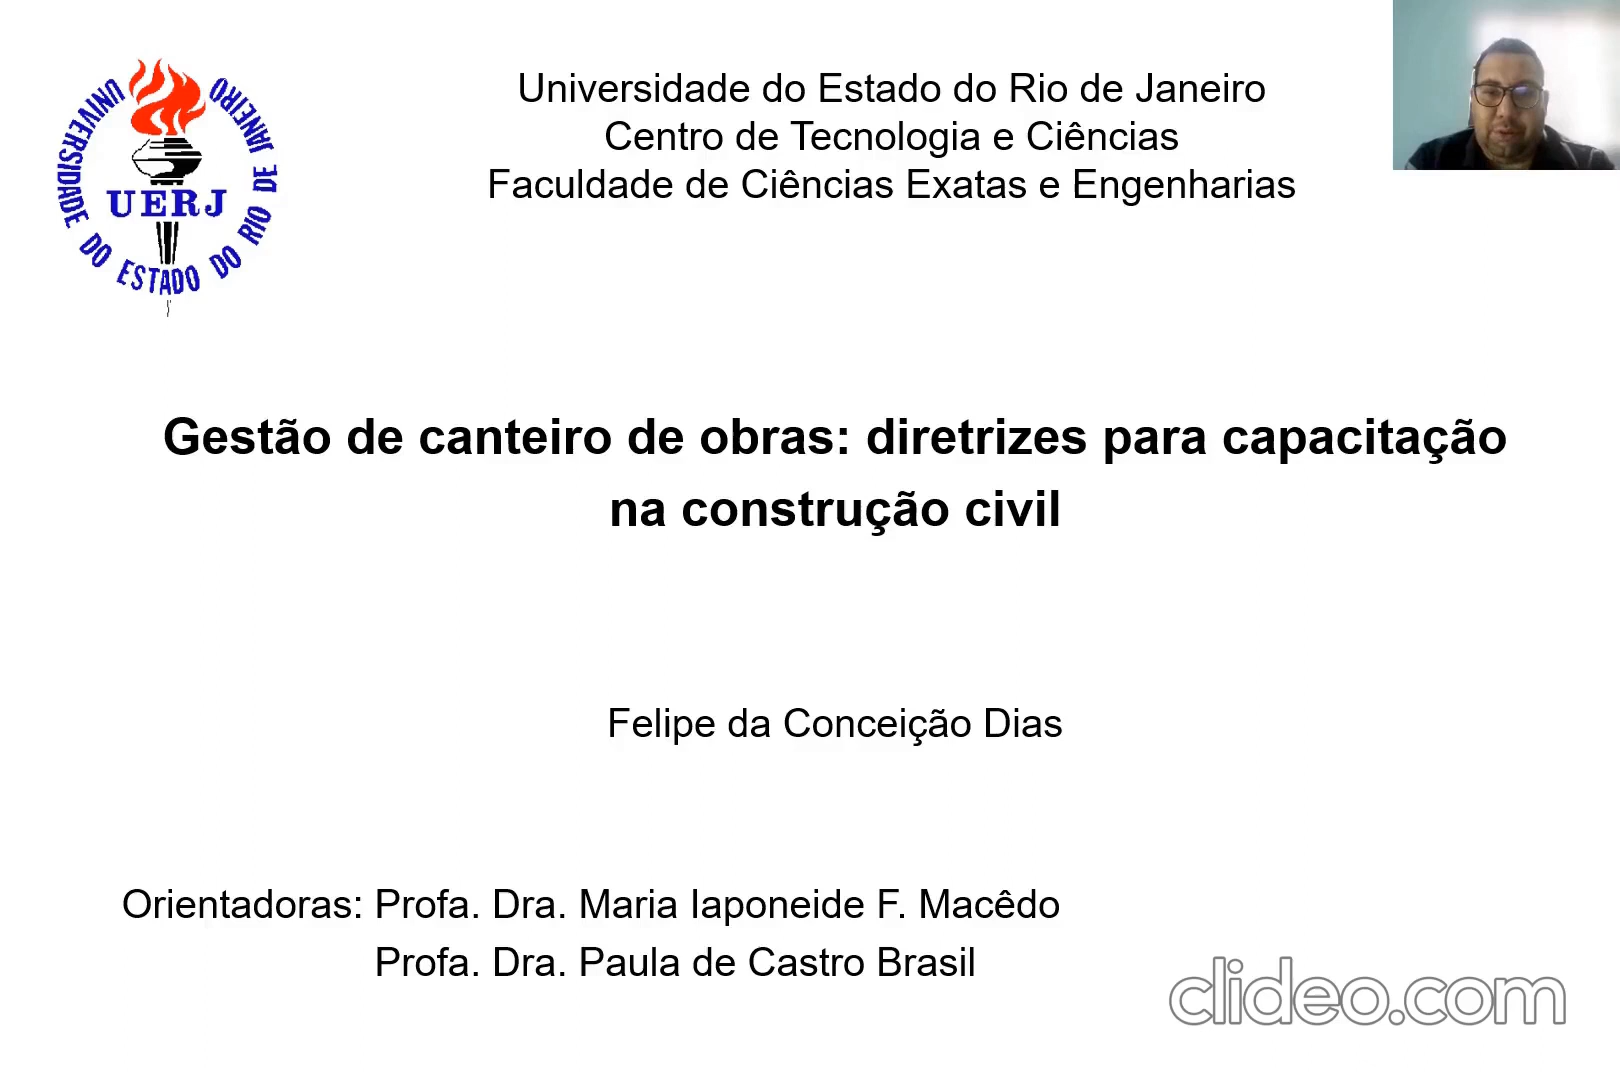 UNIVERSIDADE DO ESTADO DO RIO DE JANEIRO
UERJ
Universidade do Estado do Rio de Janeiro
Centro de Tecnologia e Ciências
Faculdade de Ciências Exatas e Engenharias
Gestão de canteiro de obras: diretrizes para capacitação
na construção civil
Felipe da Conceição Dias
Orientadoras: Profa. Dra. Maria Iaponeide F. Macêdo
Profa. Dra. Paula de Castro Brasil
clideo.com